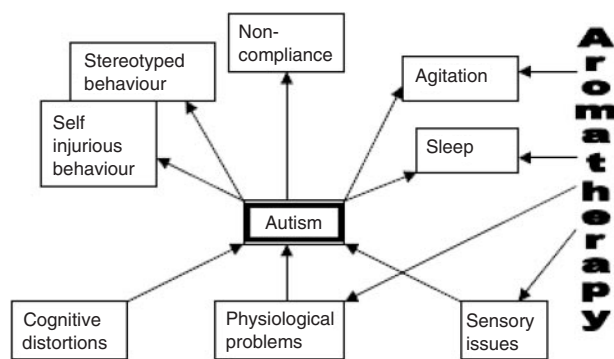 Non-
compliance
Stereotyped
behaviour
Agitation
Self
injurious
behaviour
Sleep
Autism
Cognitive
distortions
Physiological
problems
Sensory
issues
Aromatherapy